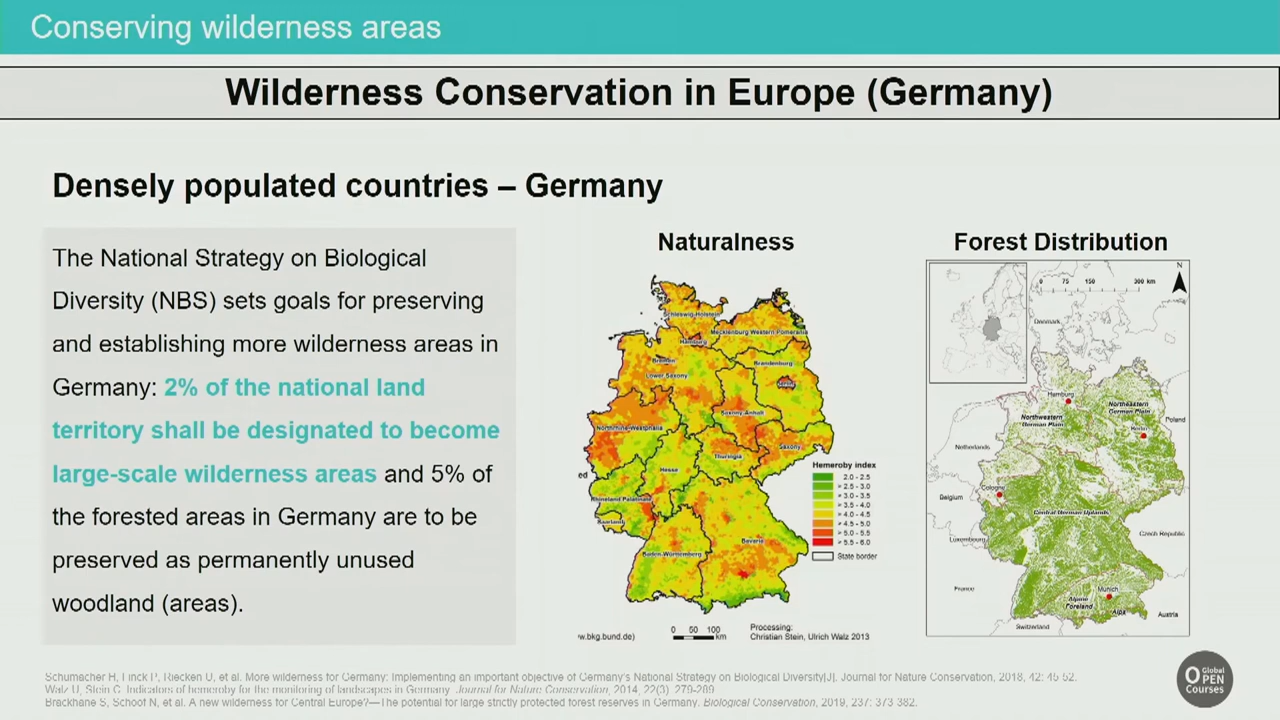 Conserving wilderness areas
Wilderness Conservation in Europe (Germany)
Densely populated countries – Germany
The National Strategy on Biological
Diversity (NBS) sets goals for preserving
and establishing more wilderness areas in
Germany: 2% of the national land
territory shall be designated to become
large-scale wilderness areas and 5% of
the forested areas in Germany are to be
preserved as permanently unused
woodland (areas).
Naturalness
Schleswig-Holstein
Mecklenburg Western-Pomerania
Hamburg
Bremen
Lower Saxony
Brandenburg
Saxony-Anhalt
Northrhine-Westphalia
Saxony
Thuringia
Hesse
ed
Rhineland Palatinate
Saarland
Baden-Württemberg
Bavaria
Hemeroby index
2.0 - 2.5
> 2.5 - 3.0
> 3.0 - 3.5
> 3.5 - 4.0
> 4.0 - 4.5
> 4.5 - 5.0
> 5.0 - 5.5
> 5.5 - 6.0
State border
w.bkg.bund.de)
0 50 100
km
Processing:
Christian Stein, Ulrich Walz 2013
Forest Distribution
N
0 75 150 300 km
Denmark
Hamburg
Northwestern
German Plain
Northeastern
German Plain
Berlin
Poland
Netherlands
Cologne
Belgium
Central German Uplands
Luxembourg
Czech Republic
France
Munich
Alpine
Foreland
Alps
Austria
Switzerland
Schumacher H, Finck P, Riecken U, et al. More wilderness for Germany: Implementing an important objective of Germany's National Strategy on Biological Diversity[J]. Journal for Nature Conservation, 2018, 42: 45-52.
Walz U, Stein C. Indicators of hemeroby for the monitoring of landscapes in Germany. Journal for Nature Conservation, 2014, 22(3): 279-289.
Brackhane S, Schoof N, et al. A new wilderness for Central Europe?—The potential for large strictly protected forest reserves in Germany. Biological Conservation, 2019, 237: 373-382.
Global
OPEN
Courses